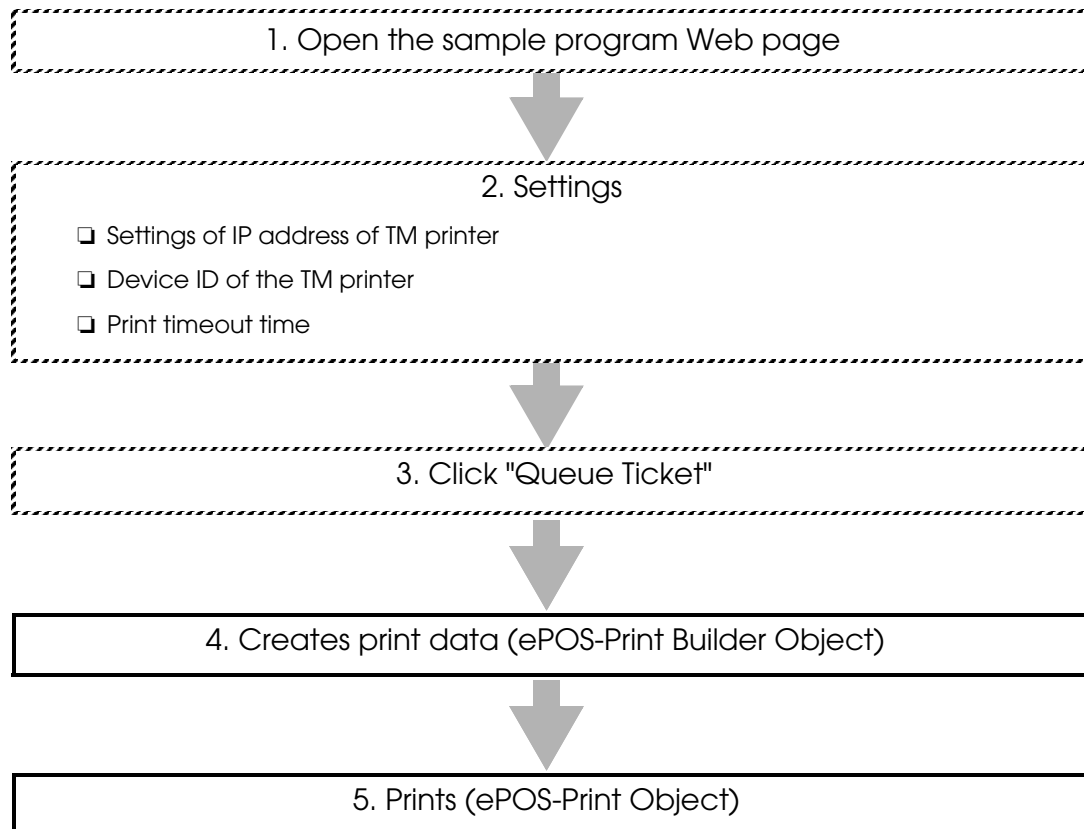 1. Open the sample program Web page
2. Settings
❏ Settings of IP address of TM printer
❏ Device ID of the TM printer
❏ Print timeout time
3. Click "Queue Ticket"
4. Creates print data (ePOS-Print Builder Object)
5. Prints (ePOS-Print Object)